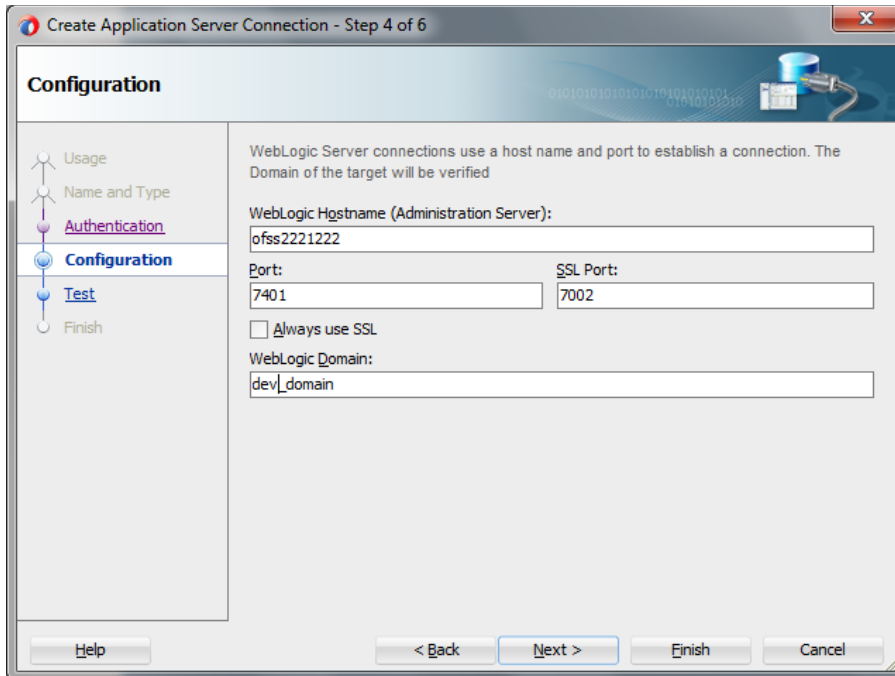 Create Application Server Connection - Step 4 of 6
Configuration
010101010101010101010101010101
01010101010
Usage
Name and Type
Authentication
Configuration
Test
Finish
WebLogic Server connections use a host name and port to establish a connection. The
Domain of the target will be verified
WebLogic Hostname (Administration Server):
ofss2221222
Port:
SSL Port:
7401
7002
Always use SSL
WebLogic Domain:
dev_domain
Help
< Back
Next >
Finish
Cancel